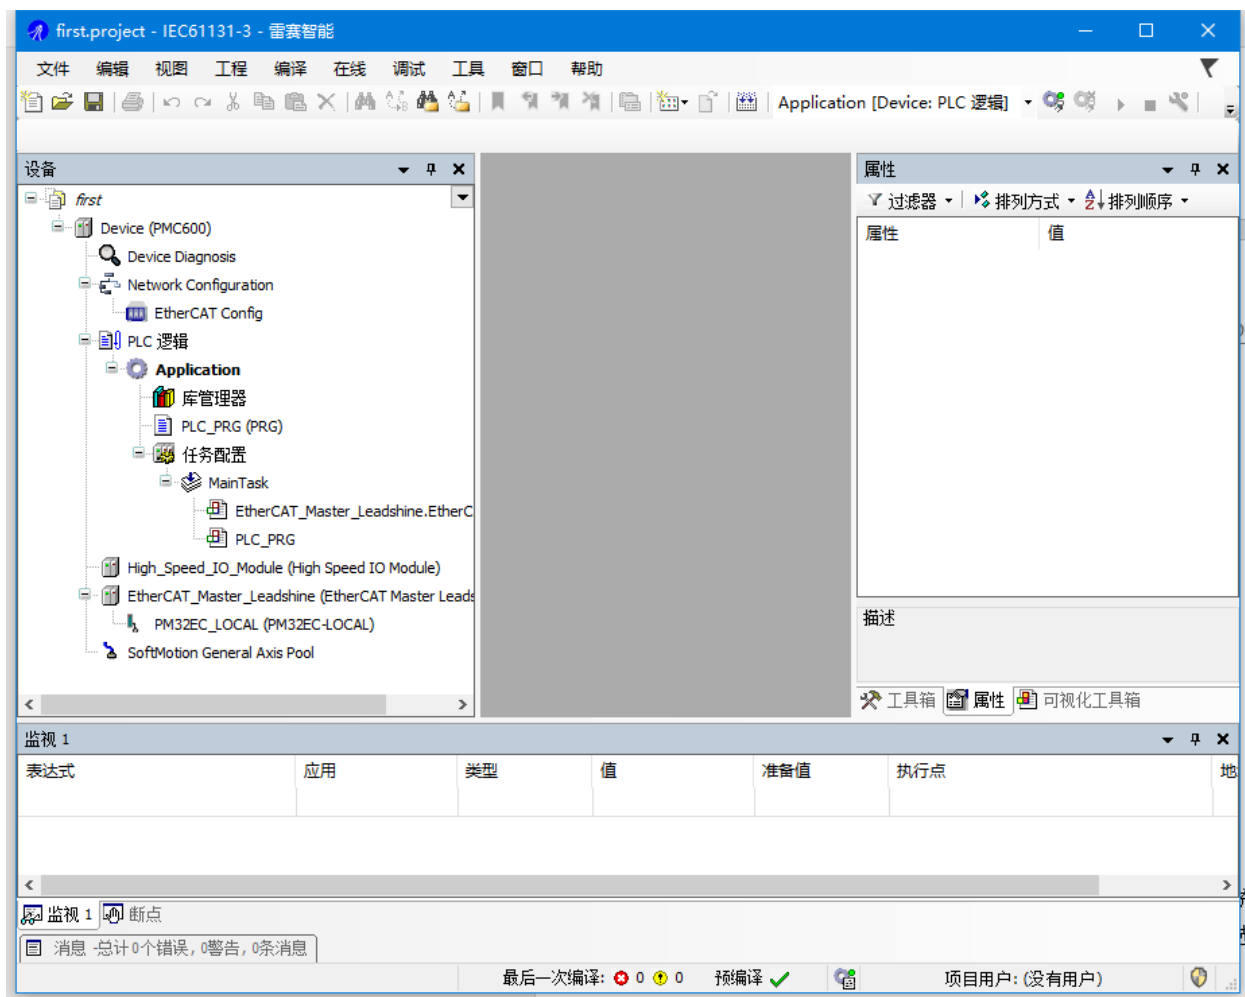 first.project - IEC61131-3 - 雷赛智能
文件 编辑 视图 工程 编译 在线 调试 工具 窗口 帮助
Application [Device: PLC 逻辑]
设备
first
Device (PMC600)
Device Diagnosis
Network Configuration
EtherCAT Config
PLC 逻辑
Application
库管理器
PLC_PRG (PRG)
任务配置
MainTask
EtherCAT_Master_Leadshine.EtherC
PLC_PRG
High_Speed_IO_Module (High Speed IO Module)
EtherCAT_Master_Leadshine (EtherCAT Master Leads
PM32EC_LOCAL (PM32EC-LOCAL)
SoftMotion General Axis Pool
属性
过滤器 排列方式 排列顺序
属性 值
描述
工具箱 属性 可视化工具箱
监视 1
表达式 应用 类型 值 准备值 执行点 地
监视 1 断点
消息 -总计0个错误, 0警告, 0条消息
最后一次编译: 0 0 预编译 项目用户: (没有用户)